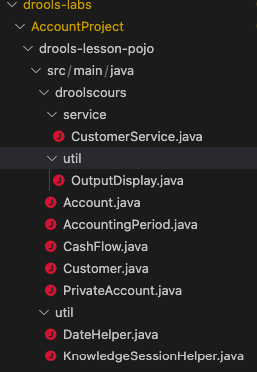 drools-labs
AccountProject
drools-lesson-pojo
src/main/java
droolscours
service
CustomerService.java
util
OutputDisplay.java
Account.java
AccountingPeriod.java
CashFlow.java
Customer.java
PrivateAccount.java
util
DateHelper.java
KnowledgeSessionHelper.java